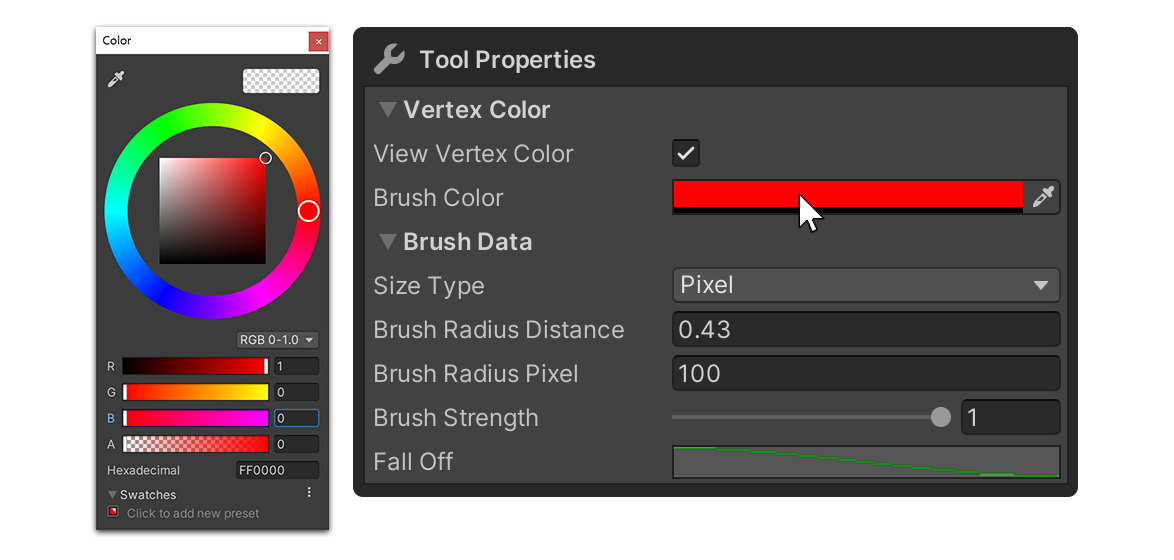 Color
RGB 0-1.0
R 1
G 0
B 0
A 0
Hexadecimal FF0000
Swatches
Click to add new preset
Tool Properties
Vertex Color
View Vertex Color
Brush Color
Brush Data
Size Type Pixel
Brush Radius Distance 0.43
Brush Radius Pixel 100
Brush Strength 1
Fall Off